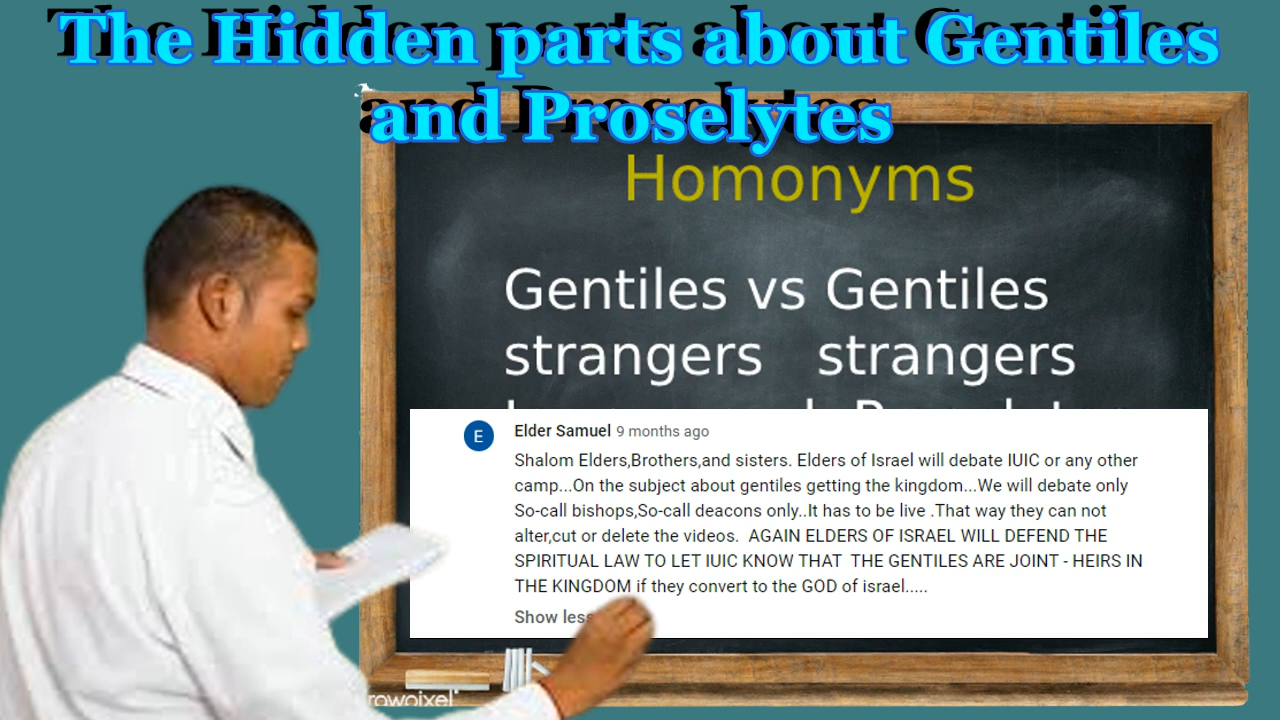 The Hidden parts about Gentiles
and Proselytes
Homonyms
Gentiles vs Gentiles
strangers strangers
E
Elder Samuel 9 months ago
Shalom Elders,Brothers,and sisters. Elders of Israel will debate IUIC or any other
camp...On the subject about gentiles getting the kingdom...We will debate only
So-call bishops,So-call deacons only..It has to be live .That way they can not
alter,cut or delete the videos. AGAIN ELDERS OF ISRAEL WILL DEFEND THE
SPIRITUAL LAW TO LET IUIC KNOW THAT THE GENTILES ARE JOINT - HEIRS IN
THE KINGDOM if they convert to the GOD of israel.....
Show less